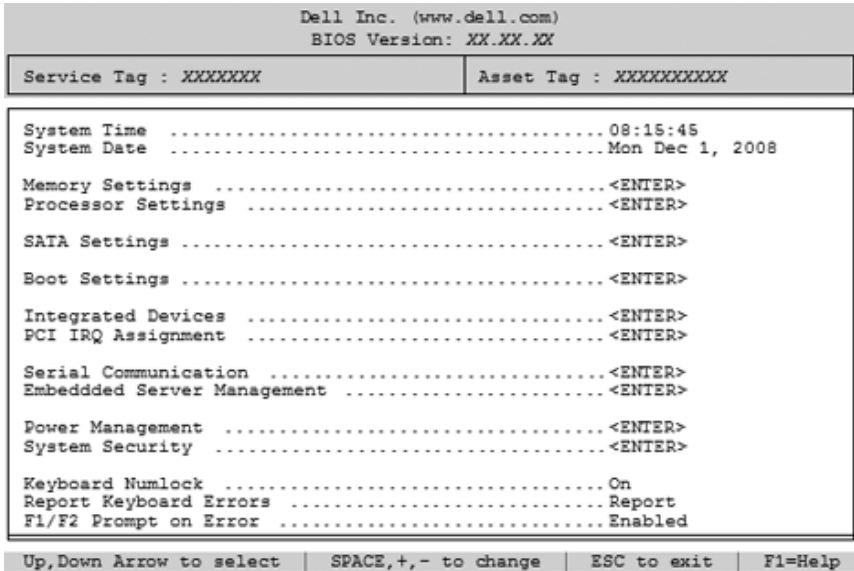 Dell Inc. (www.dell.com)
BIOS Version: XX.XX.XX
Service Tag : XXXXXXX
Asset Tag : XXXXXXXXXX
System Time ........................................ 08:15:45
System Date ........................................ Mon Dec 1, 2008
Memory Settings .................................... <ENTER>
Processor Settings ................................. <ENTER>
SATA Settings ...................................... <ENTER>
Boot Settings ...................................... <ENTER>
Integrated Devices ................................. <ENTER>
PCI IRQ Assignment ................................. <ENTER>
Serial Communication ............................... <ENTER>
Embeddded Server Management ........................ <ENTER>
Power Management ................................... <ENTER>
System Security .................................... <ENTER>
Keyboard Numlock ................................... On
Report Keyboard Errors ............................. Report
F1/F2 Prompt on Error .............................. Enabled
Up,Down Arrow to select | SPACE,+,- to change | ESC to exit | F1=Help